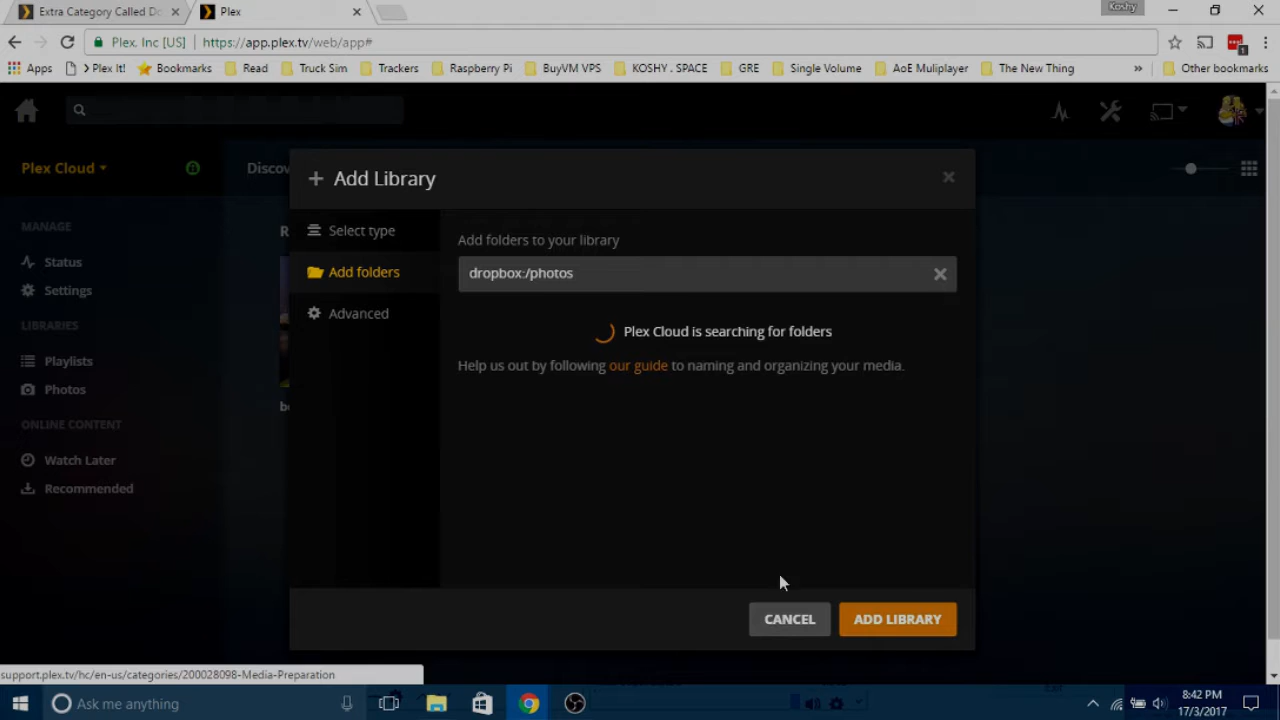 Extra Category Called Do
Plex
Koshy
Plex, Inc [US]
https://app.plex.tv/web/app#
Apps
Plex It!
Bookmarks
Read
Truck Sim
Trackers
Raspberry Pi
BuyVM VPS
KOSHY . SPACE
GRE
Single Volume
AoE Muliplayer
The New Thing
»
Other bookmarks
Plex Cloud
Discov
+ Add Library
MANAGE
R
Select type
Add folders to your library
Status
Add folders
dropbox:/photos
Settings
Advanced
LIBRARIES
Plex Cloud is searching for folders
Playlists
Help us out by following our guide to naming and organizing your media.
Photos
ONLINE CONTENT
Watch Later
Recommended
CANCEL
ADD LIBRARY
support.plex.tv/hc/en-us/categories/200028098-Media-Preparation
Ask me anything
8:42 PM
17/3/2017